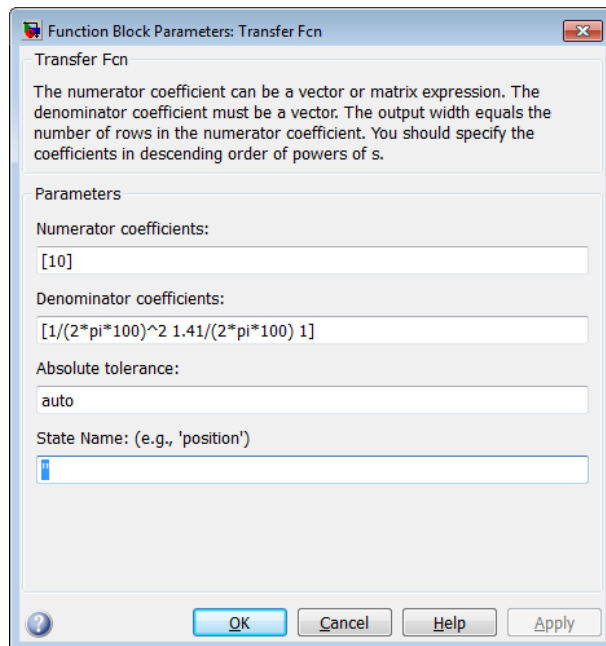 Function Block Parameters: Transfer Fcn
Transfer Fcn
The numerator coefficient can be a vector or matrix expression. The
denominator coefficient must be a vector. The output width equals the
number of rows in the numerator coefficient. You should specify the
coefficients in descending order of powers of s.
Parameters
Numerator coefficients:
[10]
Denominator coefficients:
[1/(2*pi*100)^2 1.41/(2*pi*100) 1]
Absolute tolerance:
auto
State Name: (e.g., 'position')
''
OK Cancel Help Apply